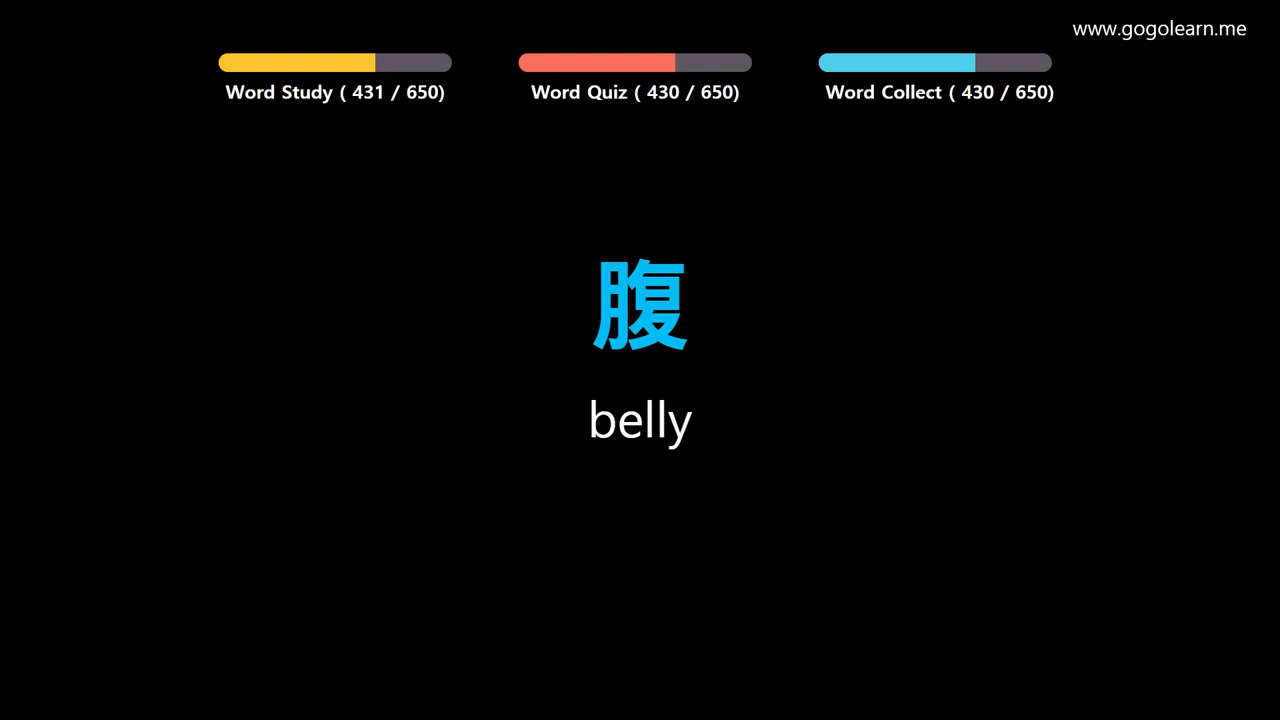 www.gogolearn.me
Word Study ( 431 / 650)
Word Quiz ( 430 / 650)
Word Collect ( 430 / 650)
腹
belly